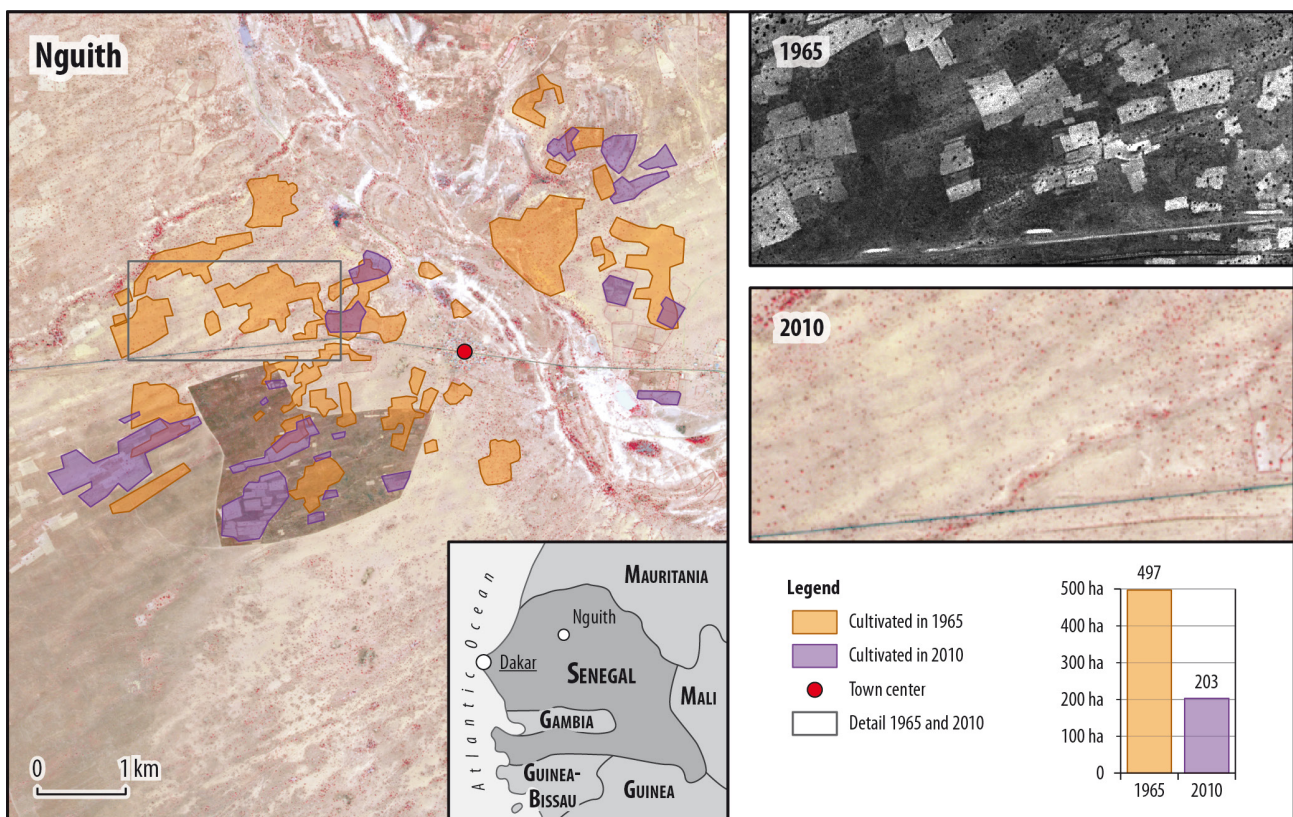 Nguith
0 1 km
Atlantic Ocean
MAURITANIA
Nguith
Dakar
SENEGAL
MALI
GAMBIA
GUINEA-
BISSAU
GUINEA
1965
2010
Legend
Cultivated in 1965
Cultivated in 2010
Town center
Detail 1965 and 2010
500 ha
400 ha
300 ha
200 ha
100 ha
0
497
203
1965
2010